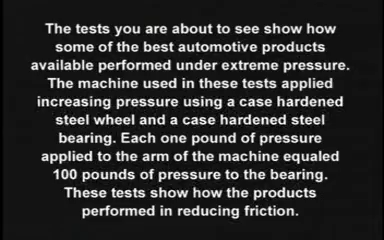 The tests you are about to see show how
some of the best automotive products
available performed under extreme pressure.
The machine used in these tests applied
increasing pressure using a case hardened
steel wheel and a case hardened steel
bearing. Each one pound of pressure
applied to the arm of the machine equaled
100 pounds of pressure to the bearing.
These tests show how the products
performed in reducing friction.